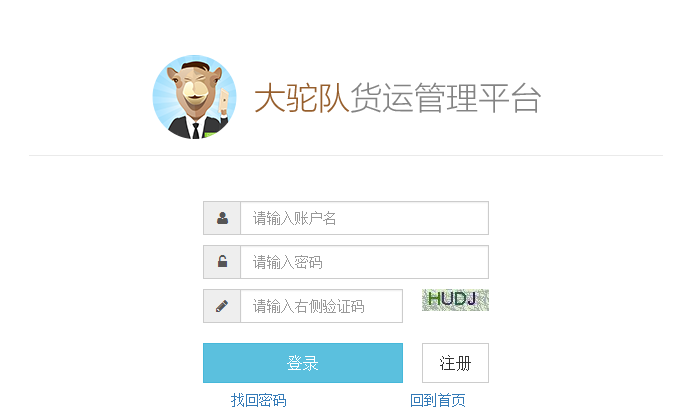 大驼队货运管理平台
请输入账户名
请输入密码
请输入右侧验证码
HUDJ
登录
注册
找回密码
回到首页